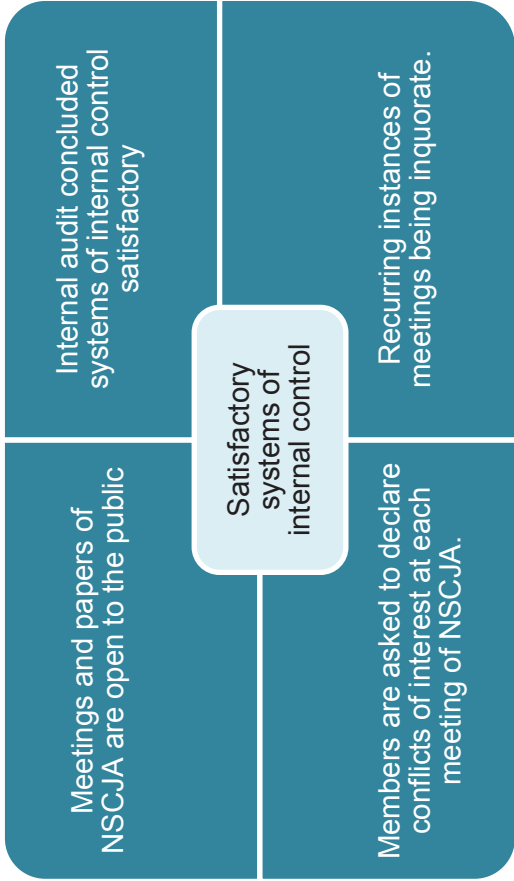 Meetings and papers of
NSCJA are open to the public
Internal audit concluded
systems of internal control
satisfactory
Satisfactory
systems of
internal control
Members are asked to declare
conflicts of interest at each
meeting of NSCJA.
Recurring instances of
meetings being inquorate.